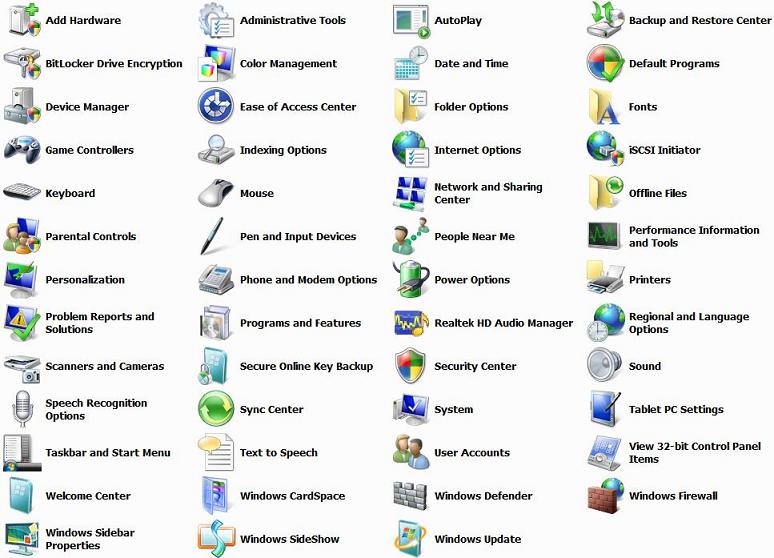 Add Hardware
Administrative Tools
AutoPlay
Backup and Restore Center
BitLocker Drive Encryption
Color Management
Date and Time
Default Programs
Device Manager
Ease of Access Center
Folder Options
Fonts
Game Controllers
Indexing Options
Internet Options
iSCSI Initiator
Keyboard
Mouse
Network and Sharing
Center
Offline Files
Parental Controls
Pen and Input Devices
People Near Me
Performance Information
and Tools
Personalization
Phone and Modem Options
Power Options
Printers
Problem Reports and
Solutions
Programs and Features
Realtek HD Audio Manager
Regional and Language
Options
Scanners and Cameras
Secure Online Key Backup
Security Center
Sound
Speech Recognition
Options
Sync Center
System
Tablet PC Settings
Taskbar and Start Menu
Text to Speech
User Accounts
View 32-bit Control Panel
Items
Welcome Center
Windows CardSpace
Windows Defender
Windows Firewall
Windows Sidebar
Properties
Windows SideShow
Windows Update